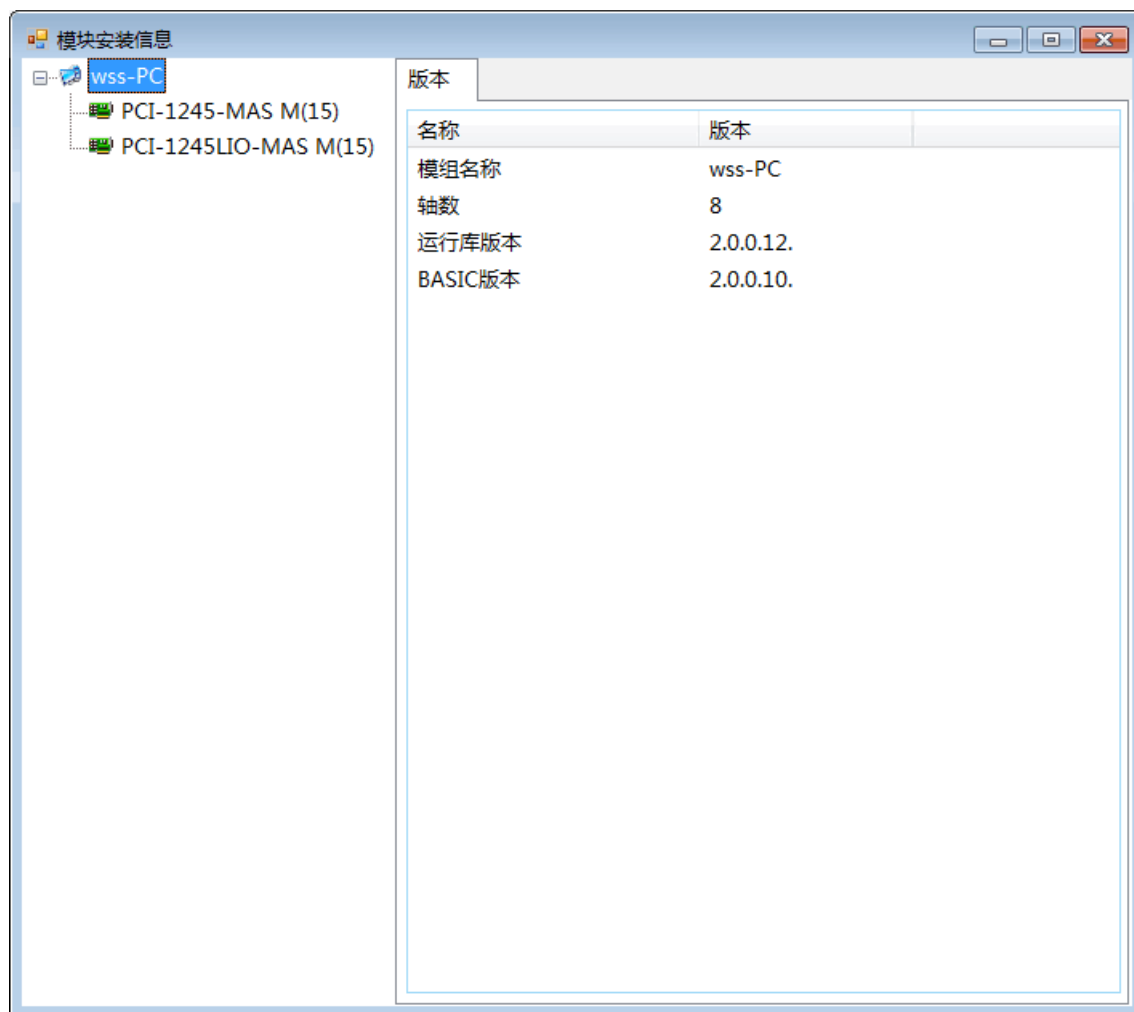 模块安装信息
wss-PC
PCI-1245-MAS M(15)
PCI-1245LIO-MAS M(15)
版本
名称 版本
模组名称 wss-PC
轴数 8
运行库版本 2.0.0.12.
BASIC版本 2.0.0.10.